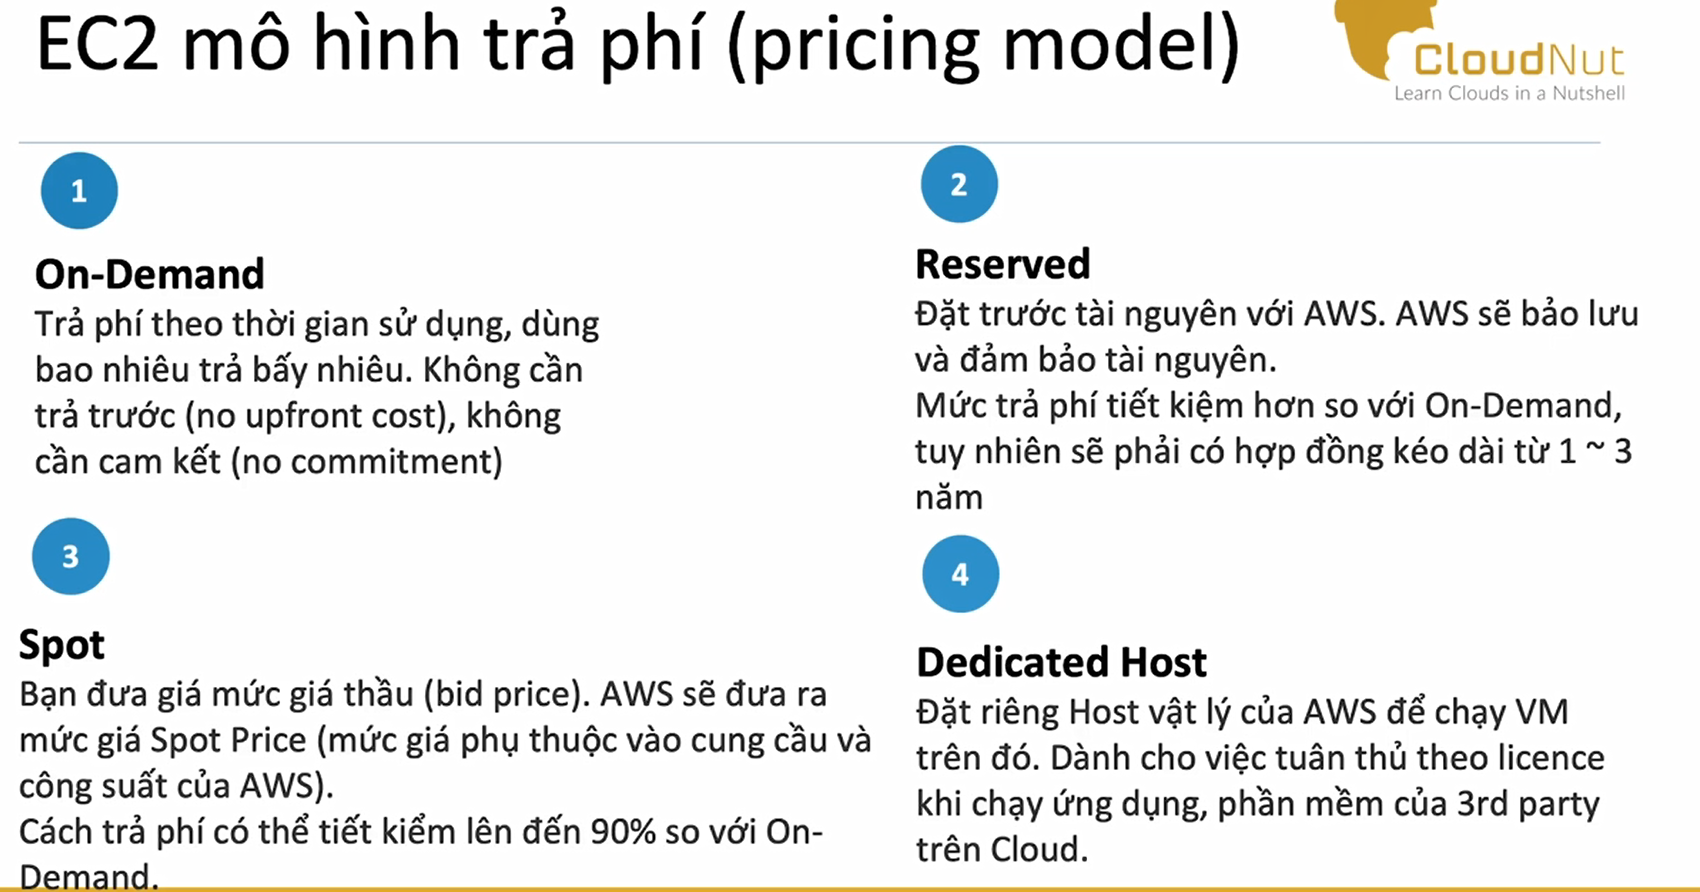 EC2 mô hình trả phí (pricing model)
CloudNut
Learn Clouds in a Nutshell
1
On-Demand
Trả phí theo thời gian sử dụng, dùng
bao nhiêu trả bấy nhiêu. Không cần
trả trước (no upfront cost), không
cần cam kết (no commitment)
2
Reserved
Đặt trước tài nguyên với AWS. AWS sẽ bảo lưu
và đảm bảo tài nguyên.
Mức trả phí tiết kiệm hơn so với On-Demand,
tuy nhiên sẽ phải có hợp đồng kéo dài từ 1 ~ 3
năm
3
Spot
Bạn đưa giá mức giá thầu (bid price). AWS sẽ đưa ra
mức giá Spot Price (mức giá phụ thuộc vào cung cầu và
công suất của AWS).
Cách trả phí có thể tiết kiểm lên đến 90% so với On-
Demand.
4
Dedicated Host
Đặt riêng Host vật lý của AWS để chạy VM
trên đó. Dành cho việc tuân thủ theo licence
khi chạy ứng dụng, phần mềm của 3rd party
trên Cloud.